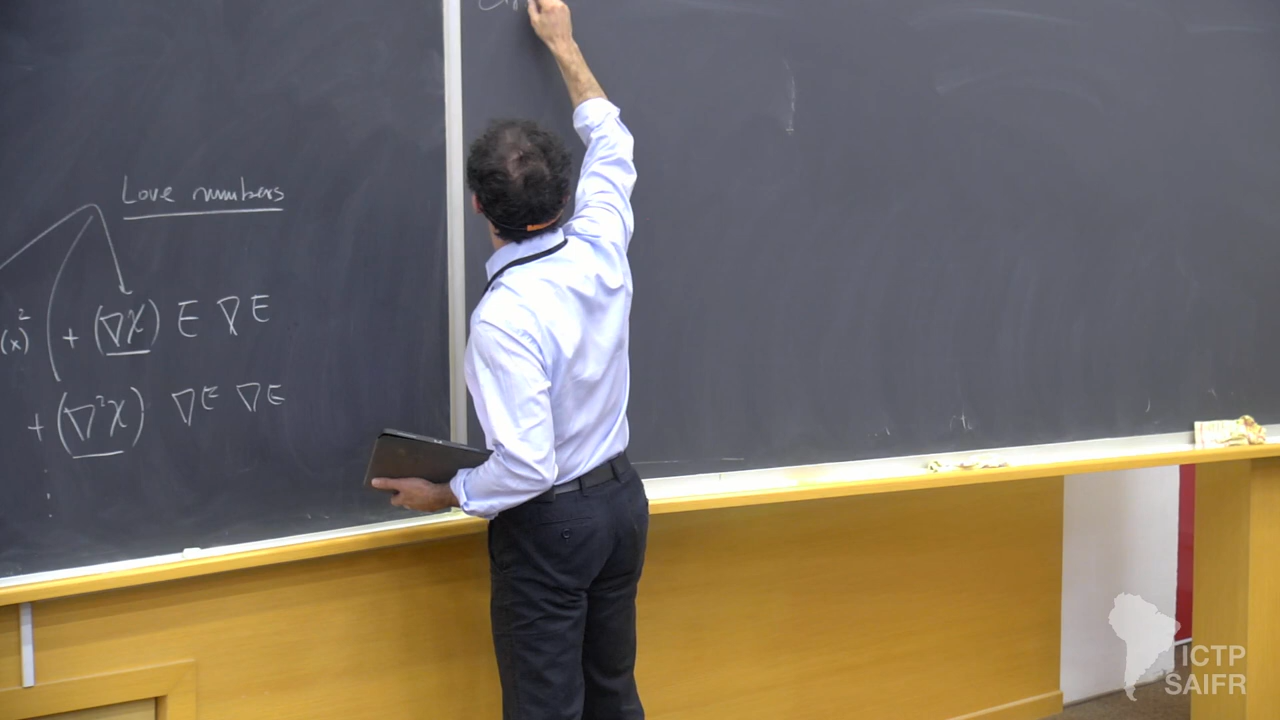 Love numbers
(x)² + (∇χ) E ∇E
+ (∇²χ) ∇E ∇E
ICTP
SAIFR